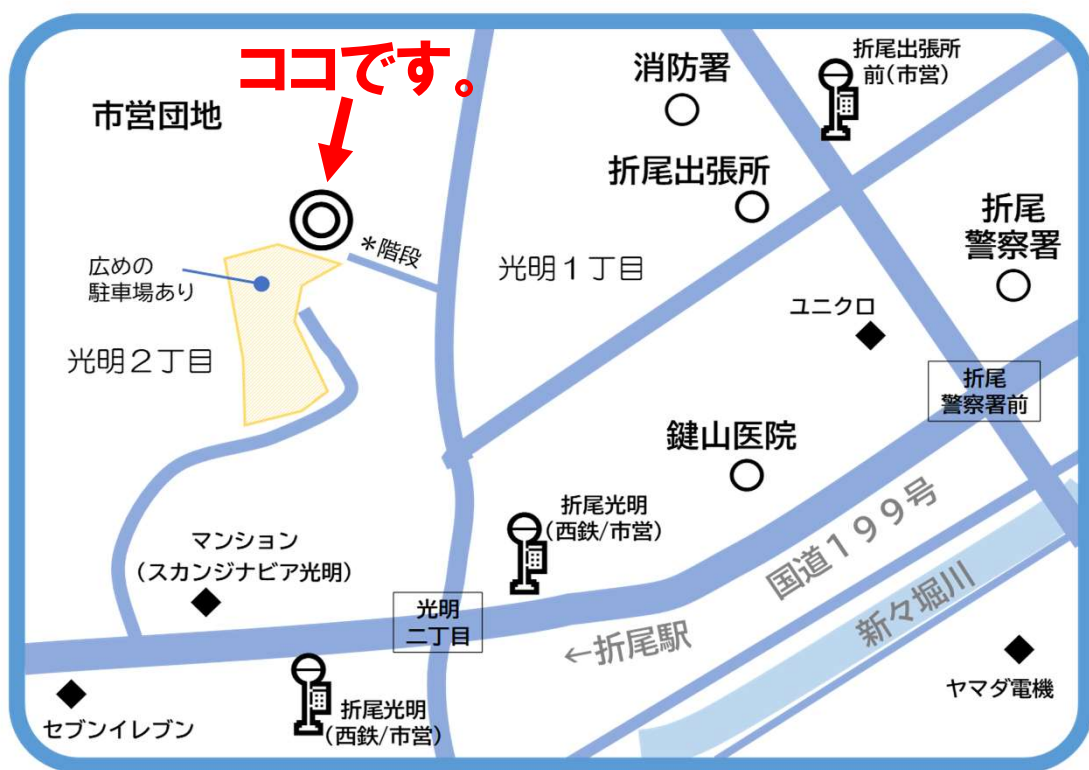 ココです。
市営団地
消防署
折尾出張所
前(市営)
折尾出張所
折尾
警察署
*階段
広めの
駐車場あり
光明1丁目
ユニクロ
光明2丁目
折尾
警察署前
鍵山医院
折尾光明
(西鉄/市営)
国道199号
マンション
(スカンジナビア光明)
光明
二丁目
新々堀川
←折尾駅
ヤマダ電機
セブンイレブン
折尾光明
(西鉄/市営)